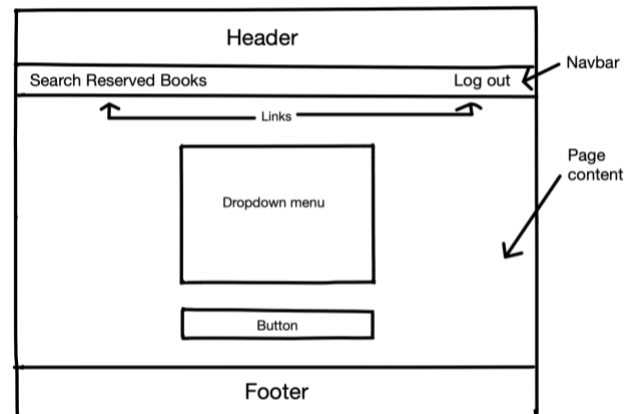 Header
Search Reserved Books
Log out
Navbar
Links
Page
content
Dropdown menu
Button
Footer